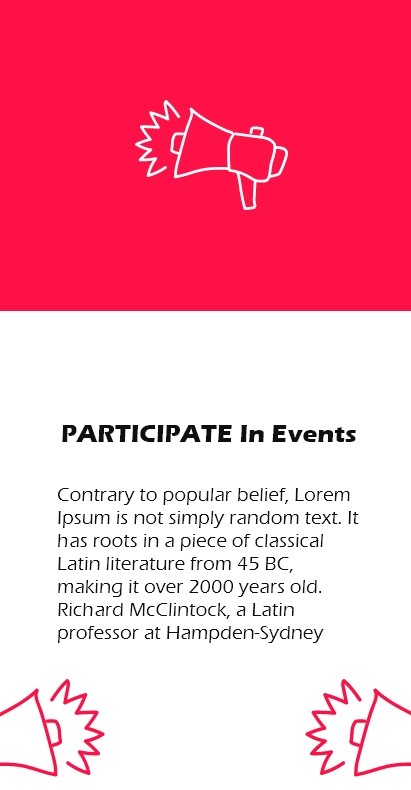 PARTICIPATE In Events
Contrary to popular belief, Lorem
Ipsum is not simply random text. It
has roots in a piece of classical
Latin literature from 45 BC,
making it over 2000 years old.
Richard McClintock, a Latin
professor at Hampden-Sydney